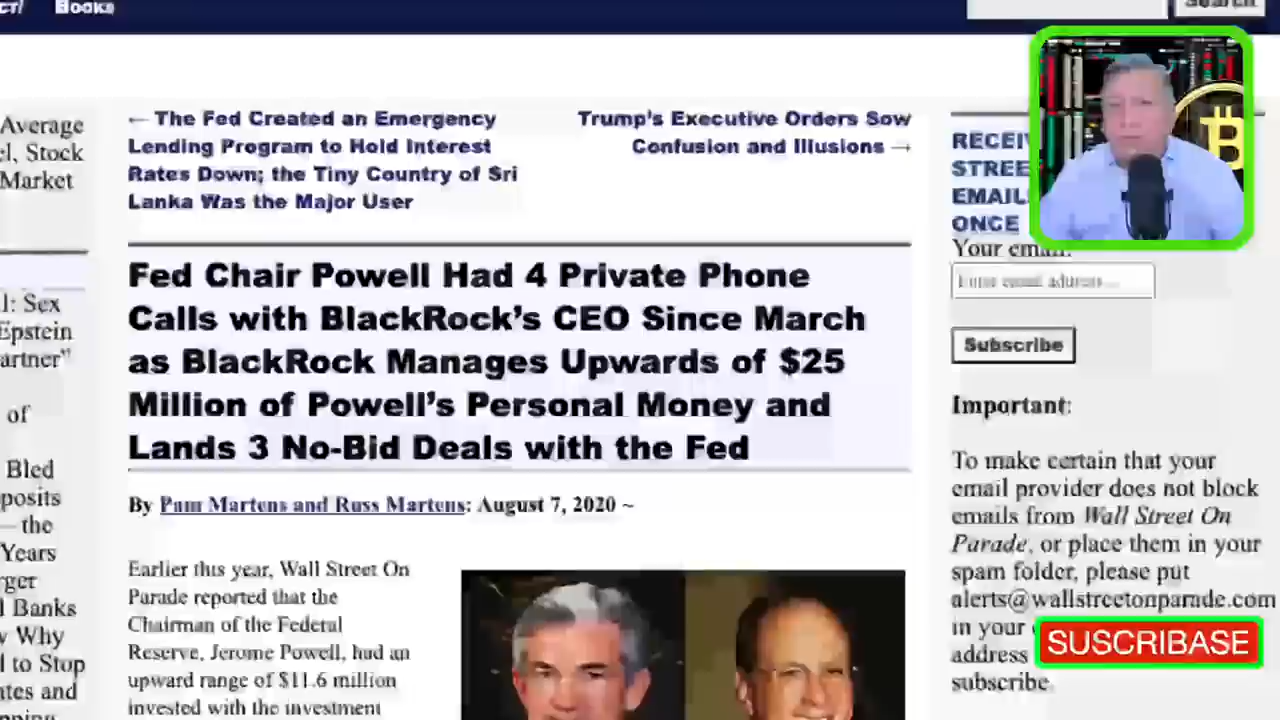 Books
Search
← The Fed Created an Emergency
Lending Program to Hold Interest
Rates Down; the Tiny Country of Sri
Lanka Was the Major User
Trump's Executive Orders Sow
Confusion and Illusions →
Average
Stock
Market
Sex
Epstein
of
Bled
– the
Years
Banks
Why
to Stop
and
Fed Chair Powell Had 4 Private Phone
Calls with BlackRock's CEO Since March
as BlackRock Manages Upwards of $25
Million of Powell's Personal Money and
Lands 3 No-Bid Deals with the Fed
By Pam Martens and Russ Martens: August 7, 2020 ~
Earlier this year, Wall Street On
Parade reported that the
Chairman of the Federal
Reserve, Jerome Powell, had an
upward range of $11.6 million
invested with the investment
ONCE
Your email:
Enter email address...
Subscribe
Important:
To make certain that your
email provider does not block
emails from Wall Street On
Parade, or place them in your
spam folder, please put
alerts@wallstreetonparade.com
in your
address
subscribe.
SUSCRIBASE